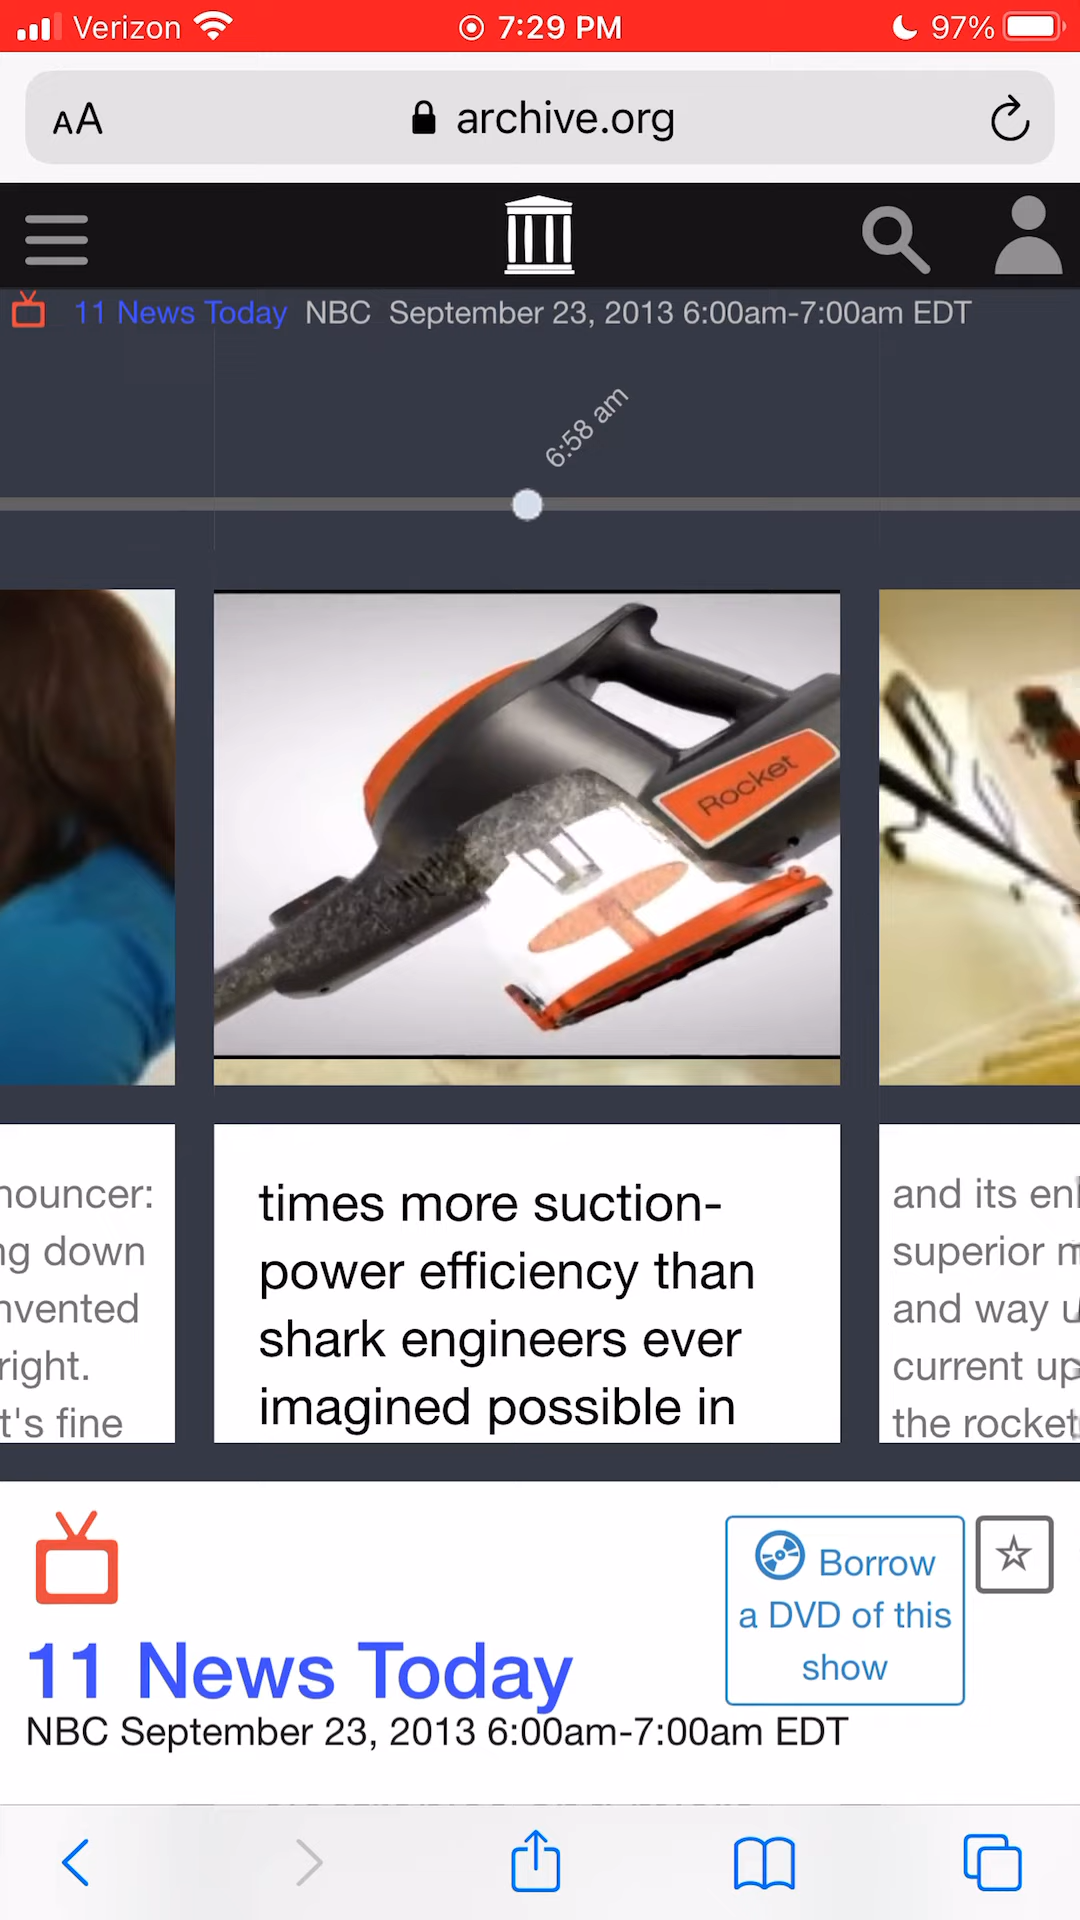 Verizon 7:29 PM 97%
AA archive.org
11 News Today NBC September 23, 2013 6:00am-7:00am EDT
6:58 am
Rocket
nouncer:
ng down
nvented
right.
t's fine
times more suction-
power efficiency than
shark engineers ever
imagined possible in
and its en
superior
and way
current up
the rocket
Borrow
a DVD of this
show
11 News Today
NBC September 23, 2013 6:00am-7:00am EDT